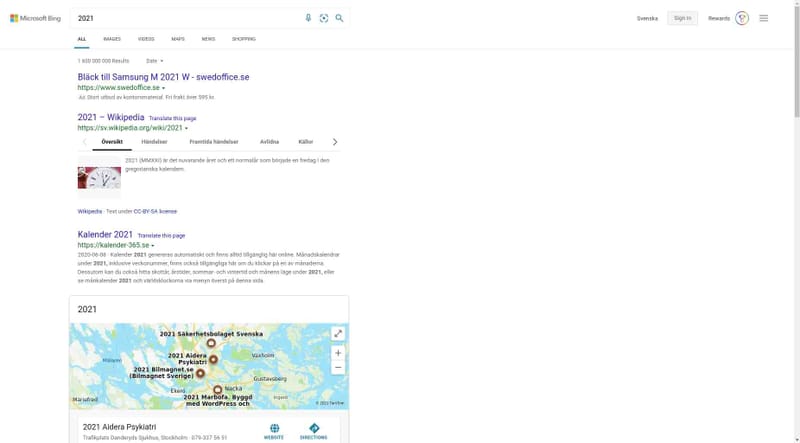 Microsoft Bing
2021
Svenska
Sign in
Rewards
ALL
IMAGES
VIDEOS
MAPS
NEWS
SHOPPING
1 600 000 000 Results
Date
Bläck till Samsung M 2021 W - swedoffice.se
https://www.swedoffice.se
Stort utbud av kontorsmaterial. Fri frakt över 595 kr.
2021 – Wikipedia Translate this page
https://sv.wikipedia.org/wiki/2021
Översikt
Händelser
Framtida händelser
Avlidna
Källor
2021 (MMXXI) är det nuvarande året och ett normalår som började en fredag i den
gregorianska kalendern.
Wikipedia · Text under CC-BY-SA license
Kalender 2021 Translate this page
https://kalender-365.se
2020-06-08 · Kalender 2021 genereras automatiskt och finns alltid tillgänglig här online. Månadskalendrar
under 2021, inklusive veckonummer, finns också tillgängliga här om du klickar på en av månaderna.
Dessutom kan du också hitta skottår, årstider, sommar- och vintertid och månens läge under 2021, eller
se månkalender 2021 och världsklockorna via menyn överst på denna sida.
2021
2021 Säkerhetsbolaget Svenska
2021 Aidera
Psykiatri
Vaxholm
2021 Bilmagnet.se
(Bilmagnet Sverige)
Gustavsberg
Ekerö
Nacka
Mariefred
2021 Marbofa. Byggd
med WordPress och
© 2021 TomTom
2021 Aidera Psykiatri
Trafikplats Danderyds Sjukhus, Stockholm · 079-337 56 51
WEBSITE
DIRECTIONS